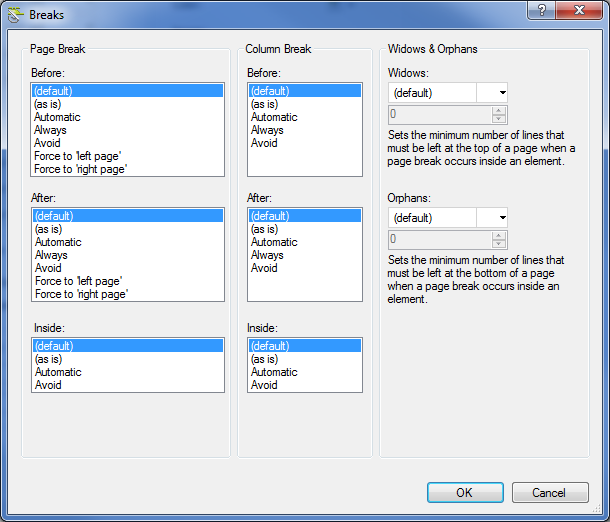 Breaks
?
Page Break
Before:
(default)
(as is)
Automatic
Always
Avoid
Force to 'left page'
Force to 'right page'
After:
(default)
(as is)
Automatic
Always
Avoid
Force to 'left page'
Force to 'right page'
Inside:
(default)
(as is)
Automatic
Avoid
Column Break
Before:
(default)
(as is)
Automatic
Always
Avoid
After:
(default)
(as is)
Automatic
Always
Avoid
Inside:
(default)
(as is)
Automatic
Avoid
Widows & Orphans
Widows:
(default)
0
Sets the minimum number of lines that
must be left at the top of a page when a
page break occurs inside an element.
Orphans:
(default)
0
Sets the minimum number of lines that
must be left at the bottom of a page
when a page break occurs inside an
element.
OK
Cancel